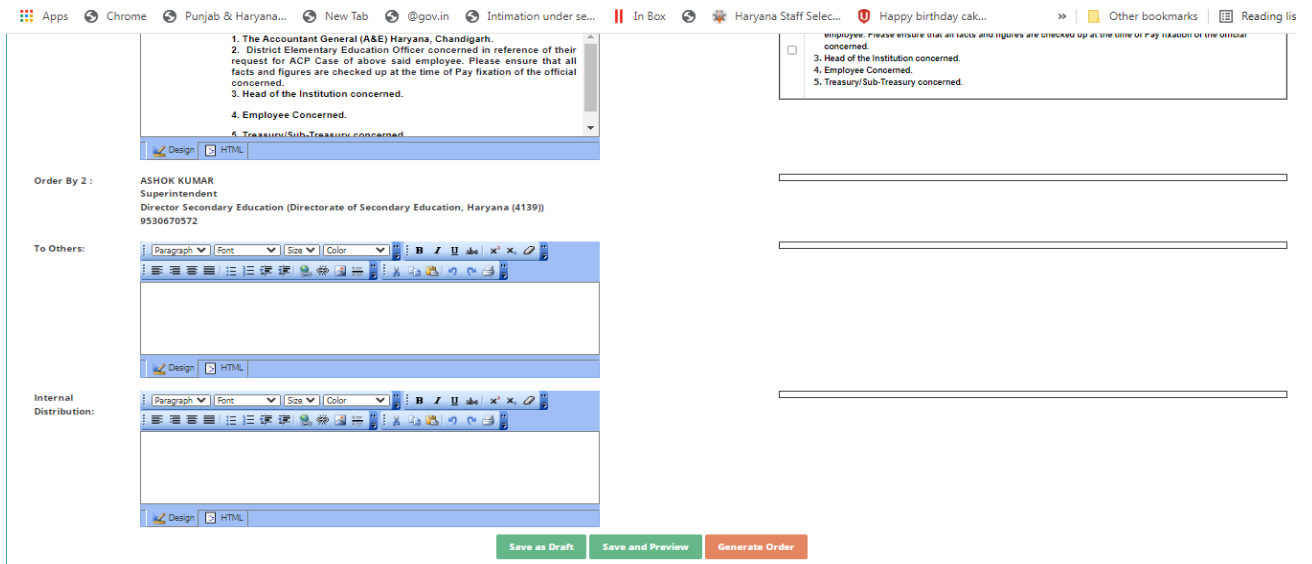 Apps Chrome Punjab & Haryana... New Tab @gov.in Intimation under se... In Box Haryana Staff Selec... Happy birthday cak... » Other bookmarks Reading lis
1. The Accountant General (A&E) Haryana, Chandigarh.
2. District Elementary Education Officer concerned in reference of their
request for ACP Case of above said employee. Please ensure that all
facts and figures are checked up at the time of Pay fixation of the official
concerned.
3. Head of the Institution concerned.
4. Employee Concerned.
5. Treasury/Sub-Treasury concerned
Design HTML
employee. Please ensure that all facts and figures are checked up at the time of Pay fixation of the official
concerned.
3. Head of the Institution concerned.
4. Employee Concerned.
5. Treasury/Sub-Treasury concerned.
Order By 2 :
ASHOK KUMAR
Superintendent
Director Secondary Education (Directorate of Secondary Education, Haryana (4139))
9530670572
To Others:
Paragraph Font Size Color B I U abc x² x₂
Design HTML
Internal
Distribution:
Paragraph Font Size Color B I U abc x² x₂
Design HTML
Save as Draft Save and Preview Generate Order